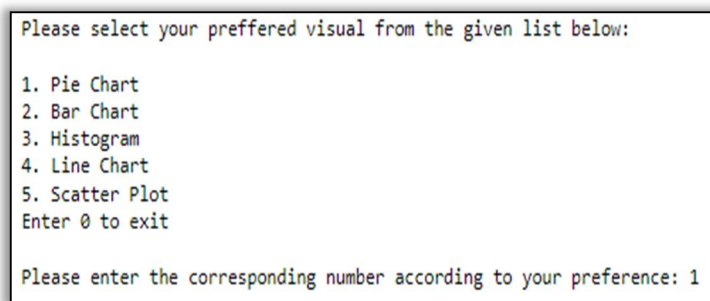 Please select your preffered visual from the given list below:
1. Pie Chart
2. Bar Chart
3. Histogram
4. Line Chart
5. Scatter Plot
Enter 0 to exit
Please enter the corresponding number according to your preference: 1